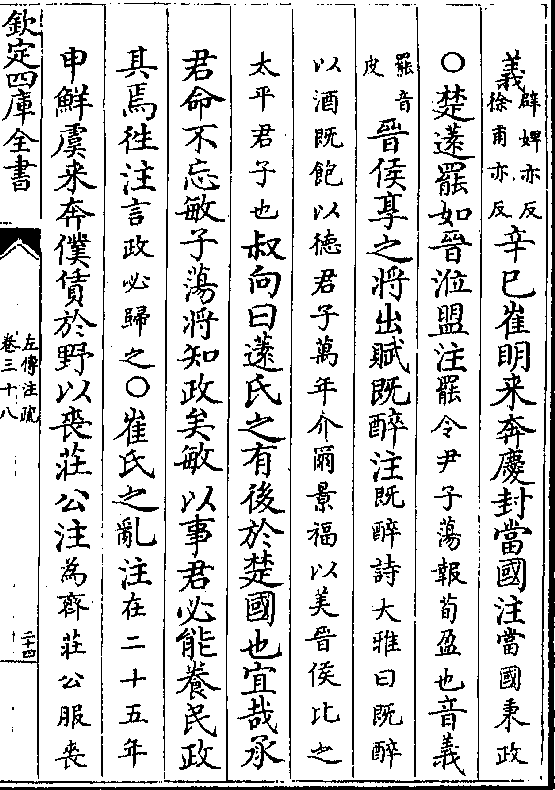 義辟婢亦反徐甫亦反辛巳崔明来奔慶封當國注當國秉政
○楚薳罷如晉涖盟注罷令尹子蕩報荀盈也音義
罷音皮晉侯享之将出賦既醉注既醉詩大雅曰既醉
以酒既飽以德君子萬年介爾景福以美晉侯比之
太平君子也叔向曰薳氏之有後於楚國也宜哉承
君命不忘敏子蕩將知政矣敏以事君必能養民政
其焉徃注言政必歸之○崔氏之亂注在二十五年
申鮮虞来奔僕賃於野以喪莊公注為齊莊公服喪
欽定四庫全書
左傳注疏
卷三十八
二十四